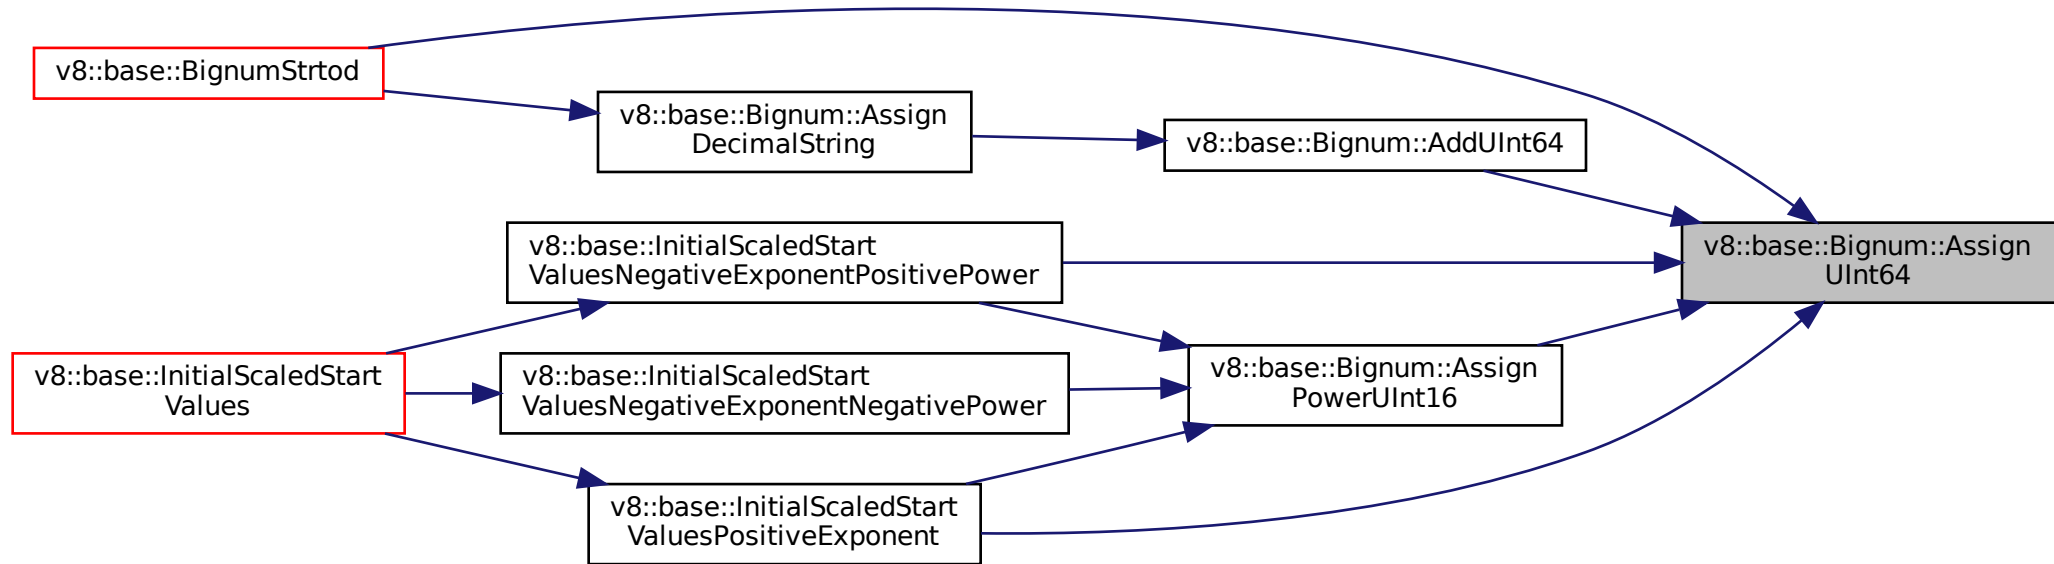 v8::base::BignumStrtod
v8::base::Bignum::Assign
DecimalString
v8::base::Bignum::AddUInt64
v8::base::InitialScaledStart
ValuesNegativeExponentPositivePower
v8::base::Bignum::Assign
UInt64
v8::base::InitialScaledStart
Values
v8::base::InitialScaledStart
ValuesNegativeExponentNegativePower
v8::base::Bignum::Assign
PowerUInt16
v8::base::InitialScaledStart
ValuesPositiveExponent